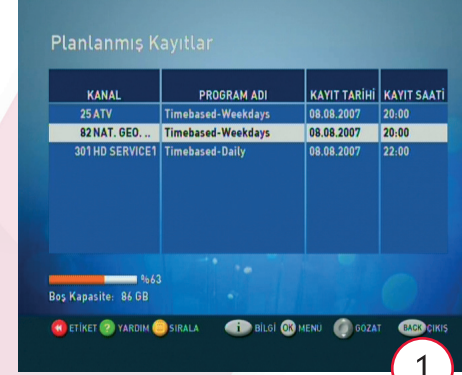 Planlanmış Kayıtlar
KANAL PROGRAM ADI KAYIT TARİHİ KAYIT SAATİ
25 ATV Timebased-Weekdays 08.08.2007 20:00
82 NAT. GEO. .. Timebased-Weekdays 08.08.2007 20:00
301 HD SERVICE1 Timebased-Daily 08.08.2007 22:00
%63
Boş Kapasite: 86 GB
ETİKET ? YARDIM SIRALA i BİLGİ OK MENU GOZAT BACK ÇIKIŞ
1